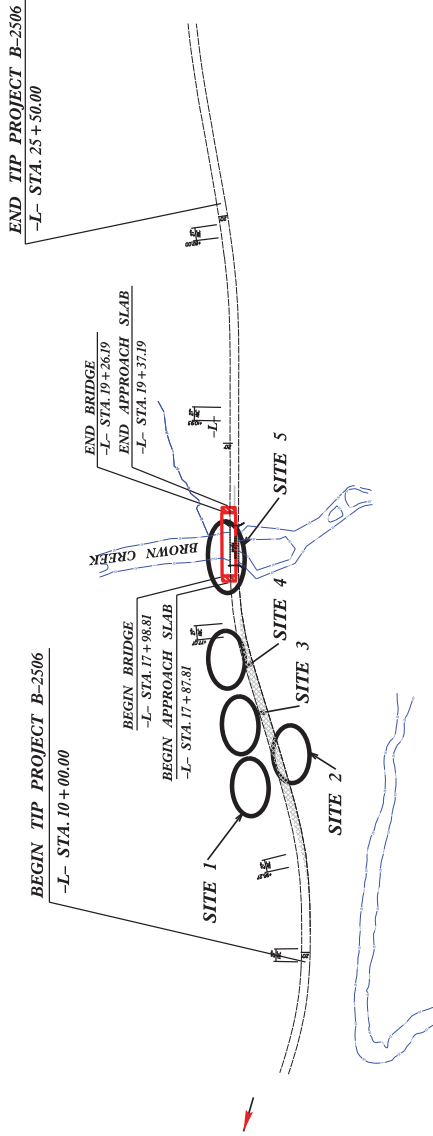 END TIP PROJECT B-2506
-L- STA. 25+50.00
END BRIDGE
-L- STA. 19+26.19
END APPROACH SLAB
-L- STA. 19+37.19
-L-
SITE 5
BROWN CREEK
SITE 4
BEGIN BRIDGE
-L- STA. 17+98.81
BEGIN APPROACH SLAB
-L- STA. 17+87.81
SITE 3
BEGIN TIP PROJECT B-2506
-L- STA. 10+00.00
SITE 2
SITE 1